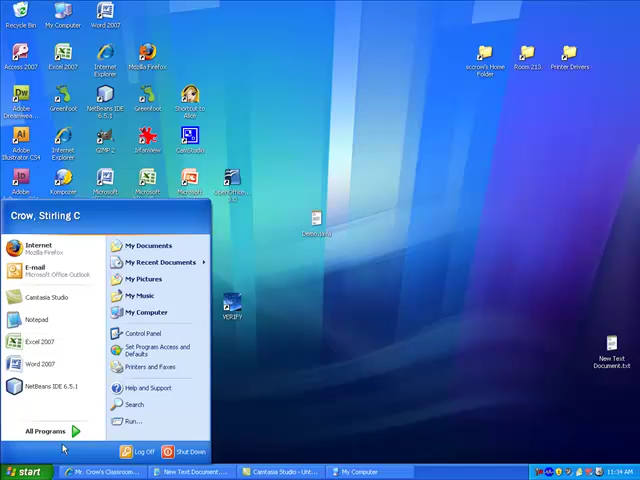 Recycle Bin
My Computer
Word 2007
Access 2007
Excel 2007
Internet
Explorer
Mozilla Firefox
sccrow's Home
Folder
Room 213
Printer Drivers
Adobe
Dreamwea...
Greenfoot
NetBeans IDE
6.5.1
Greenfoot
Shortcut to
Alice
Adobe
Illustrator CS4
Internet
Explorer
GIMP 2
IrfanView
CamStudio
Adobe
Kompozer
Microsoft
Microsoft
Microsoft
OpenOffice...
Crow, Stirling C
Internet
Mozilla Firefox
E-mail
Microsoft Office Outlook
Camtasia Studio
Notepad
Excel 2007
Word 2007
NetBeans IDE 6.5.1
All Programs
My Documents
My Recent Documents
My Pictures
My Music
My Computer
Control Panel
Set Program Access and
Defaults
Printers and Faxes
Help and Support
Search
Run...
Log Off
Shut Down
Demo.java
VERIFY
New Text
Document.txt
start
Mr. Crow's Classroom...
New Text Document...
Camtasia Studio - Unt...
My Computer
11:34 AM